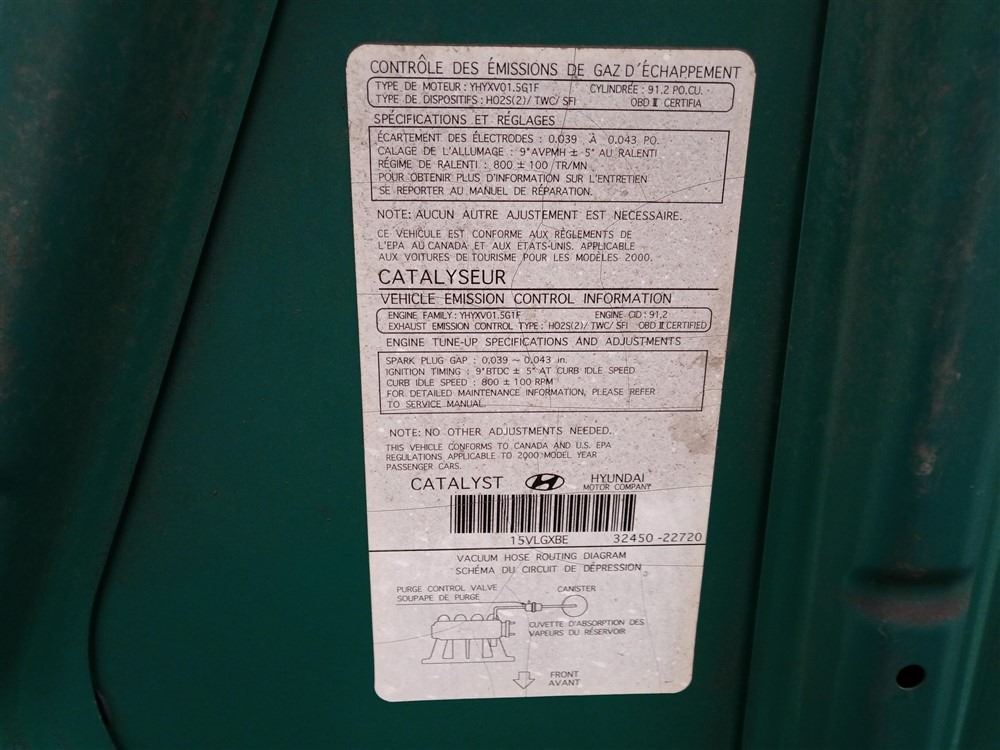 CONTRÔLE DES ÉMISSIONS DE GAZ D'ÉCHAPPEMENT
TYPE DE MOTEUR : YHYXV01.5G1F CYLINDRÉE : 91.2 PO.CU.
TYPE DE DISPOSITIFS : HO2S(2)/ TWC/ SFI OBD II CERTIFIA
SPÉCIFICATIONS ET RÉGLAGES
ÉCARTEMENT DES ÉLECTRODES : 0.039 À 0.043 PO.
CALAGE DE L'ALLUMAGE : 9°AVPMH ± 5° AU RALENTI
RÉGIME DE RALENTI : 800 ± 100 /TR/MN
POUR OBTENIR PLUS D'INFORMATION SUR L'ENTRETIEN
SE REPORTER AU MANUEL DE RÉPARATION.
NOTE: AUCUN AUTRE AJUSTEMENT EST NECESSAIRE.
CE VEHICULE EST CONFORME AUX RÈGLEMENTS DE
L'EPA AU CANADA ET AUX ÉTATS-UNIS. APPLICABLE
AUX VOITURES DE TOURISME POUR LES MODÈLES 2000.
CATALYSEUR
VEHICLE EMISSION CONTROL INFORMATION
ENGINE FAMILY : YHYXV01.5G1F ENGINE CID : 91.2
EXHAUST EMISSION CONTROL TYPE : HO2S(2)/ TWC/ SFI OBD II CERTIFIED
ENGINE TUNE-UP SPECIFICATIONS AND ADJUSTMENTS
SPARK PLUG GAP : 0.039 ~ 0.043 in.
IGNITION TIMING : 9°BTDC ± 5° AT CURB IDLE SPEED
CURB IDLE SPEED : 800 ± 100 RPM
FOR DETAILED MAINTENANCE INFORMATION, PLEASE REFER
TO SERVICE MANUAL.
NOTE: NO OTHER ADJUSTMENTS NEEDED.
THIS VEHICLE CONFORMS TO CANADA AND U.S. EPA
REGULATIONS APPLICABLE TO 2000 MODEL YEAR
PASSENGER CARS.
CATALYST HYUNDAI
MOTOR COMPANY
15VLGXBE 32450-22720
VACUUM HOSE ROUTING DIAGRAM
SCHÉMA DU CIRCUIT DE DÉPRESSION
PURGE CONTROL VALVE CANISTER
SOUPAPE DE PURGE
CUVETTE D'ABSORPTION DES
VAPEURS DU RÉSERVOIR
FRONT
AVANT